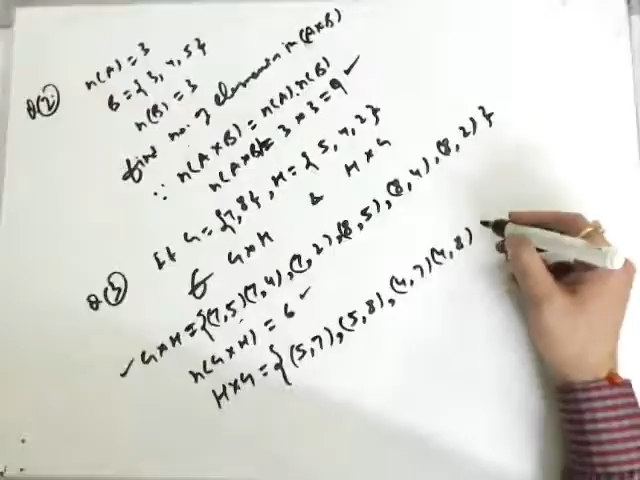 Q(2) n(A) = 3
B = {3, 4, 5}
n(B) = 3
find no. of elements in (A×B)
∵ n(A×B) = n(A).n(B)
n(A×B) = 3 × 3 = 9 ✓
Q(3) If G = {7, 8}, H = {5, 4, 2}
G×H & H×G
✓ G×H = {(7,5)(7,4),(7,2),(8,5),(8,4),(8,2)}
n(G×H) = 6 ✓
H×G = {(5,7),(5,8),(4,7)(4,8)